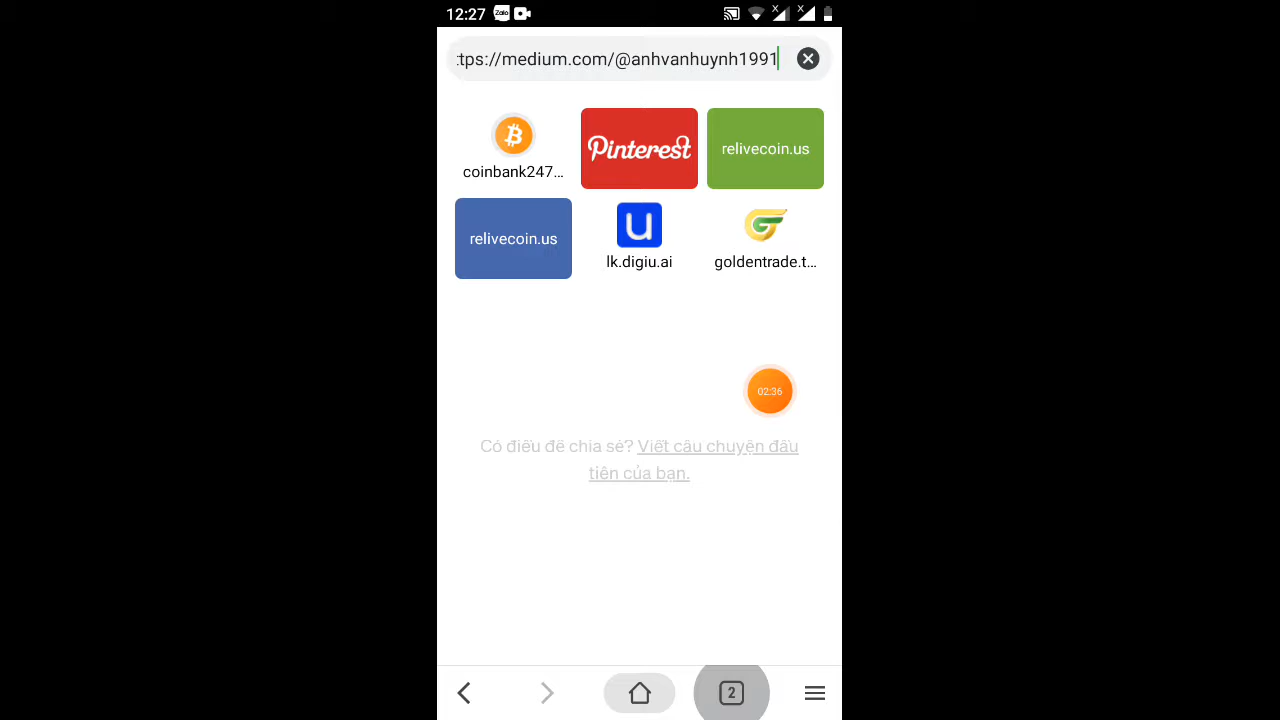 12:27 Zalo
:tps://medium.com/@anhvanhuynh1991
coinbank247...
Pinterest
relivecoin.us
relivecoin.us
lk.digiu.ai
goldentrade.t...
02:36
Có điều để chia sẻ? Viết câu chuyện đầu
tiên của bạn.
2